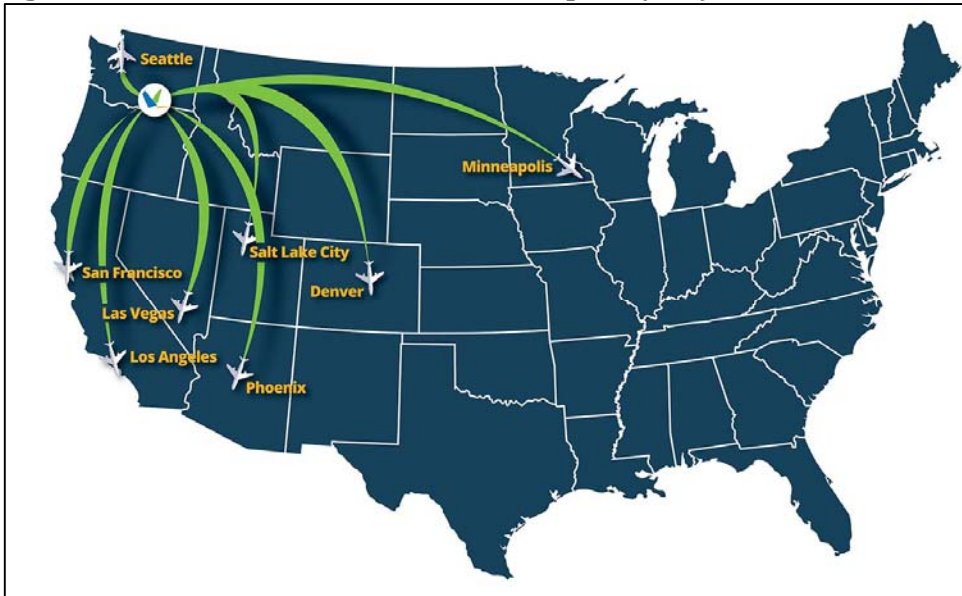 Seattle
Minneapolis
Salt Lake City
San Francisco
Denver
Las Vegas
Los Angeles
Phoenix